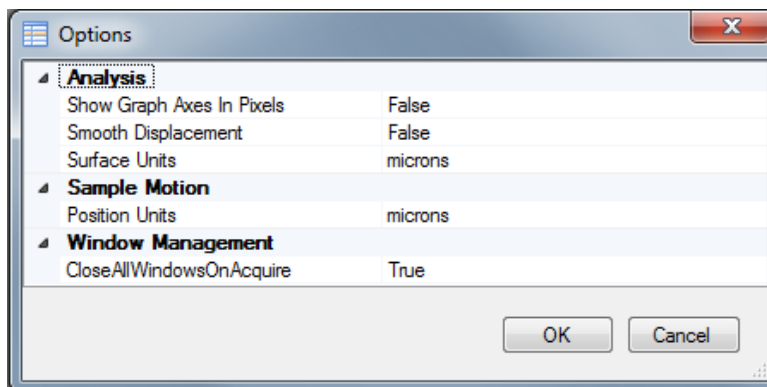 Options
Analysis
Show Graph Axes In Pixels False
Smooth Displacement False
Surface Units microns
Sample Motion
Position Units microns
Window Management
CloseAllWindowsOnAcquire True
OK Cancel